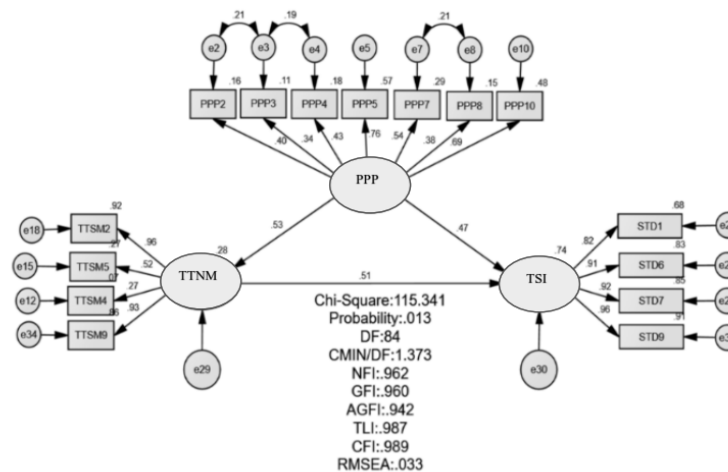 .21 .19 .21
e2 e3 e4 e5 e7 e8 e10
.16 .11 .18 .57 .29 .15 .48
PPP2 PPP3 PPP4 PPP5 PPP7 PPP8 PPP10
.40 .34 .43 .76 .54 .38 .69
PPP
.53 .47
.92
e18 TTSM2
.96
.27
e15 TTSM5
.52
.07
e12 TTSM4
.27
e34 TTSM9
.93
.28
TTNM
.51
.74
TSI
.68
.82 STD1
.83
.91 STD6
.85
.92 STD7
.91
.96 STD9
e29
e30
Chi-Square:115.341
Probability:.013
DF:84
CMIN/DF:1.373
NFI:.962
GFI:.960
AGFI:.942
TLI:.987
CFI:.989
RMSEA:.033